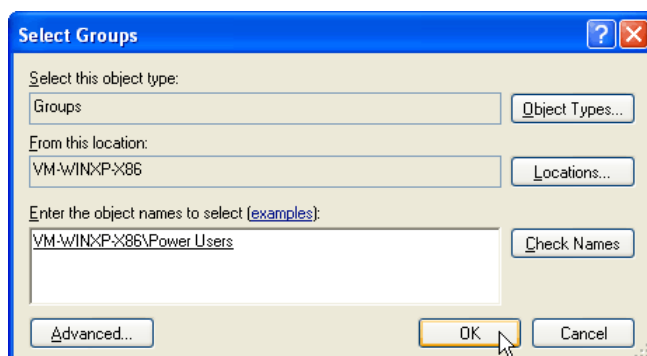 Select Groups
Select this object type:
Groups
Object Types...
From this location:
VM-WINXP-X86
Locations...
Enter the object names to select (examples):
VM-WINXP-X86\Power Users
Check Names
Advanced...
OK
Cancel